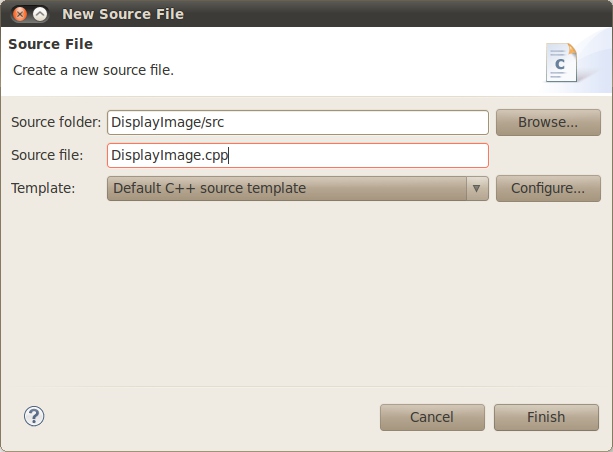 New Source File
Source File
Create a new source file.
C
Source folder: DisplayImage/src Browse...
Source file: DisplayImage.cpp
Template: Default C++ source template Configure...
? Cancel Finish